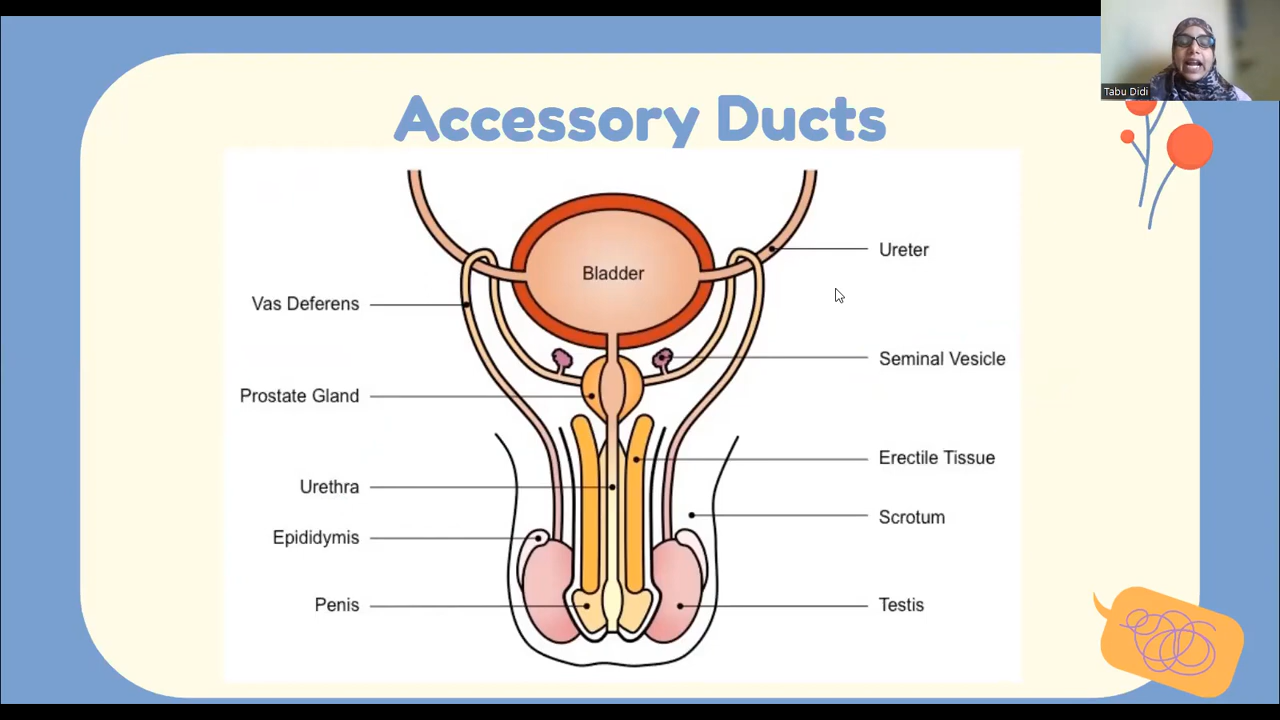 Tabu Didi
Accessory Ducts
Bladder
Ureter
Vas Deferens
Seminal Vesicle
Prostate Gland
Erectile Tissue
Urethra
Scrotum
Epididymis
Penis
Testis